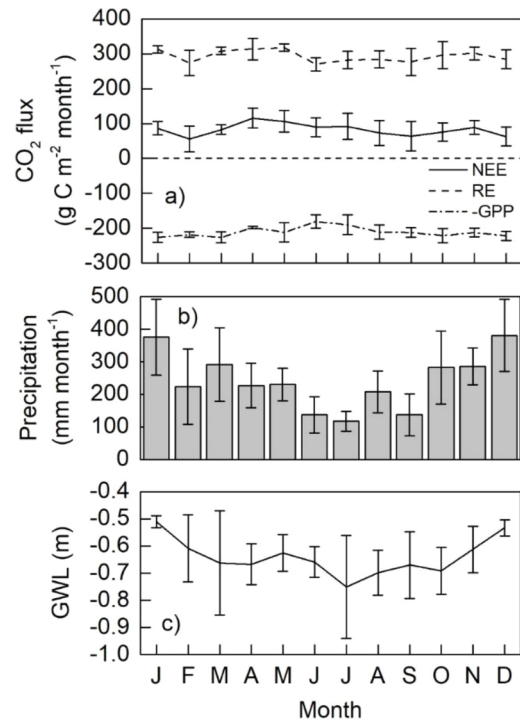 400
300
200
100
0
-100
-200
-300
CO₂ flux
(g C m⁻² month⁻¹)
NEE
RE
-GPP
a)
500
400
300
200
100
0
Precipitation
(mm month⁻¹)
b)
-0.4
-0.5
-0.6
-0.7
-0.8
-0.9
-1.0
GWL (m)
c)
J F M A M J J A S O N D
Month